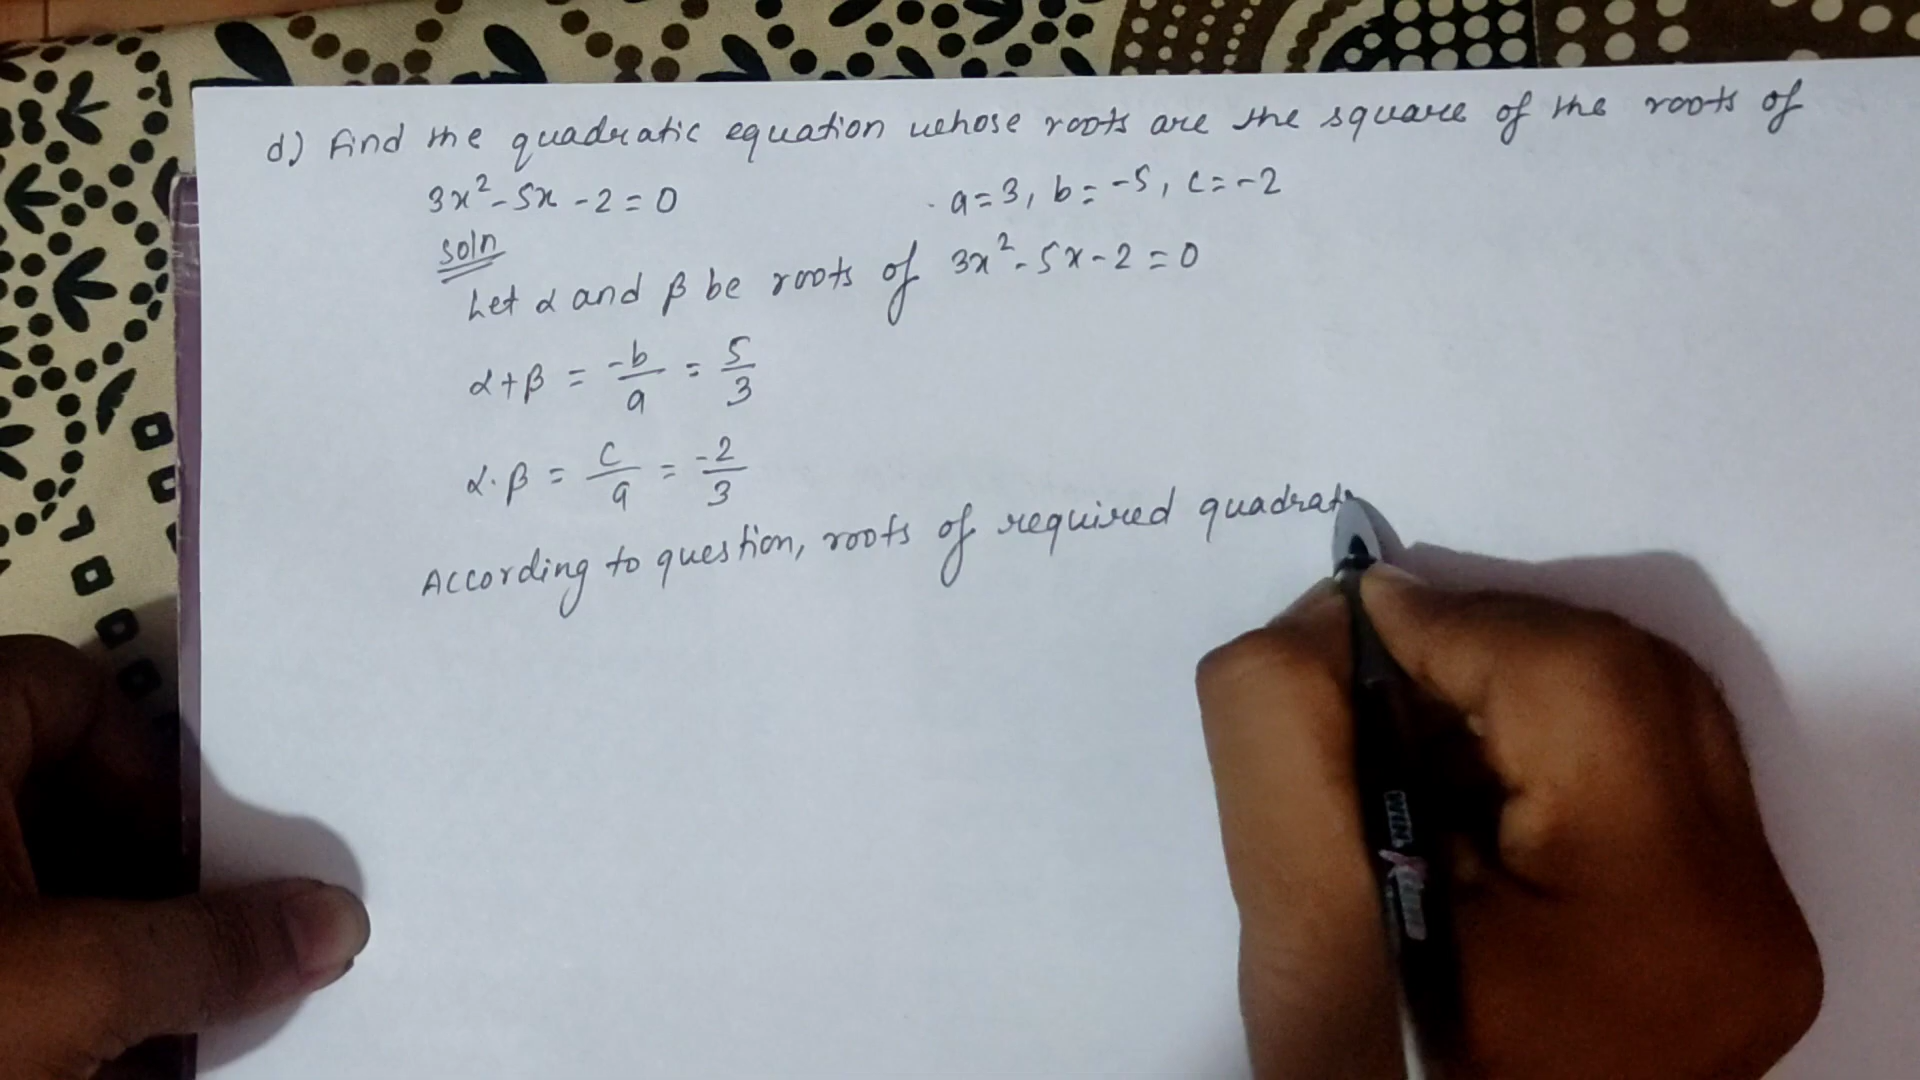 d) Find the quadratic equation whose roots are the square of the roots of
3x² - 5x - 2 = 0 a=3, b=-5, c=-2
soln
Let α and β be roots of 3x² - 5x - 2 = 0
α+β = -b/a = 5/3
α.β = c/a = -2/3
According to question, roots of required quadrat